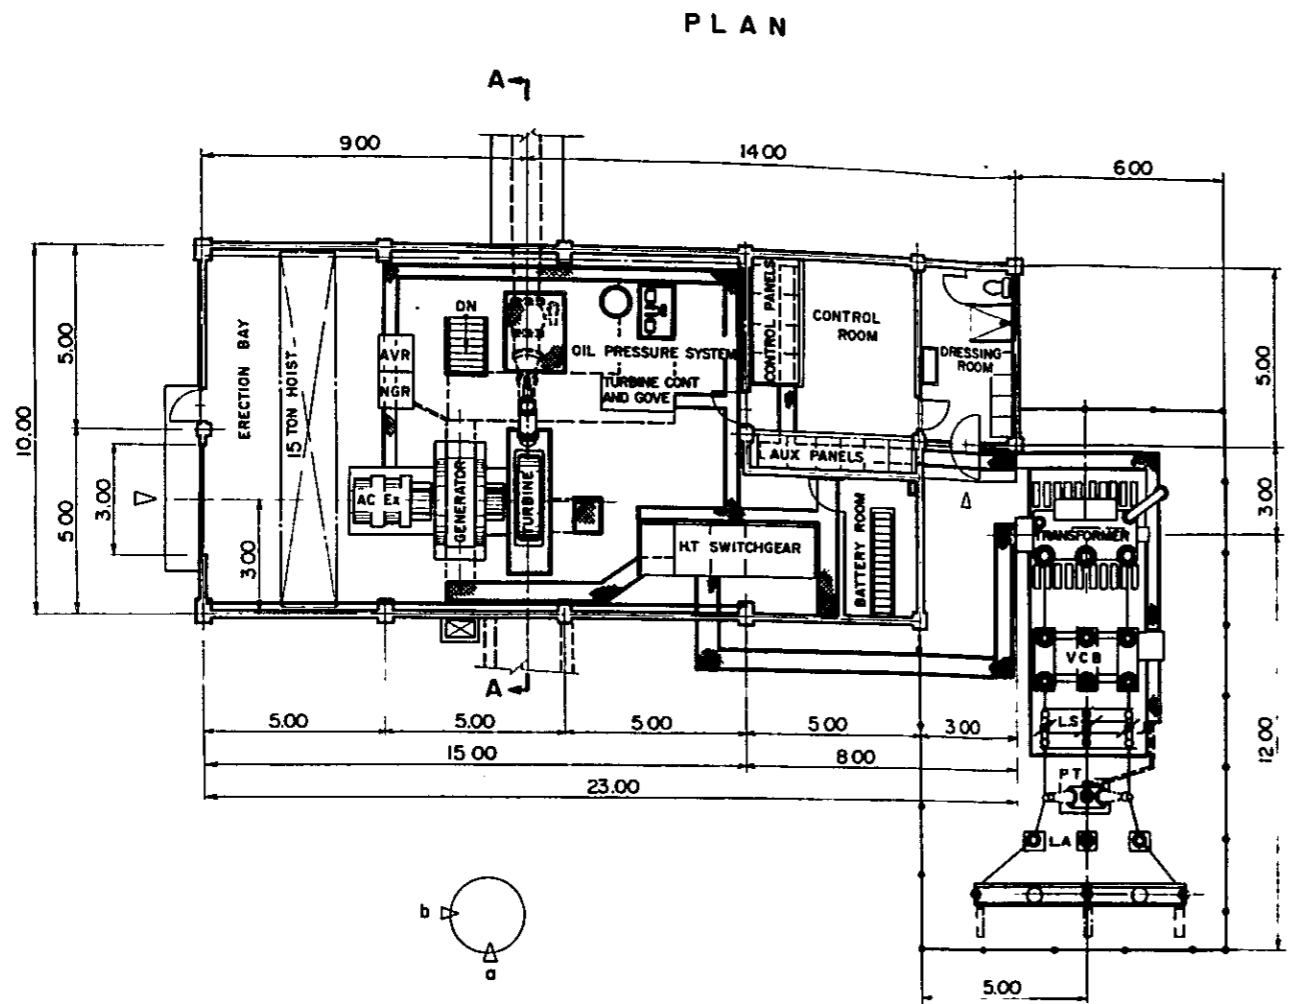 PLAN
A
9.00
14.00
6.00
10.00
5.00
5.00
3.00
3.00
ERECTION BAY
15 TON HOIST
AVR
NGR
DN
OIL PRESSURE SYSTEM
TURBINE CONT
AND GOVE
CONTROL PANELS
CONTROL
ROOM
DRESSING
ROOM
AUX PANELS
AC Ex
GENERATOR
TURBINE
H.T SWITCHGEAR
BATTERY ROOM
TRANSFORMER
VCB
L.S
PT
LA
5.00
3.00
12.00
A
5.00
5.00
5.00
5.00
3.00
15.00
8.00
23.00
b
a
5.00